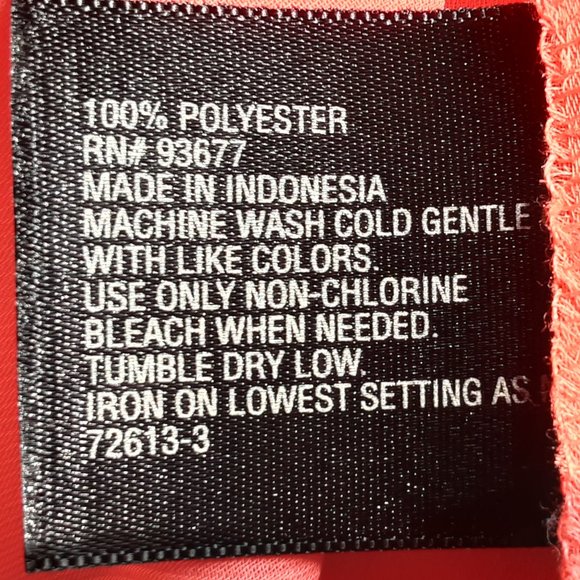 100% POLYESTER
RN# 93677
MADE IN INDONESIA
MACHINE WASH COLD GENTLE
WITH LIKE COLORS.
USE ONLY NON-CHLORINE
BLEACH WHEN NEEDED.
TUMBLE DRY LOW.
IRON ON LOWEST SETTING AS
72613-3